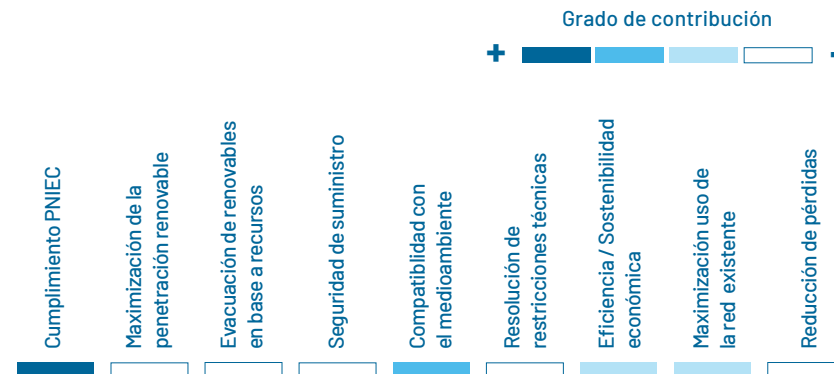 Grado de contribución
+ -
Cumplimiento PNIEC
Maximización de la
penetración renovable
Evacuación de renovables
en base a recursos
Seguridad de suministro
Compatiblidad con
el medioambiente
Resolución de
restricciones técnicas
Eficiencia / Sostenibilidad
económica
Maximización uso de
la red existente
Reducción de pérdidas